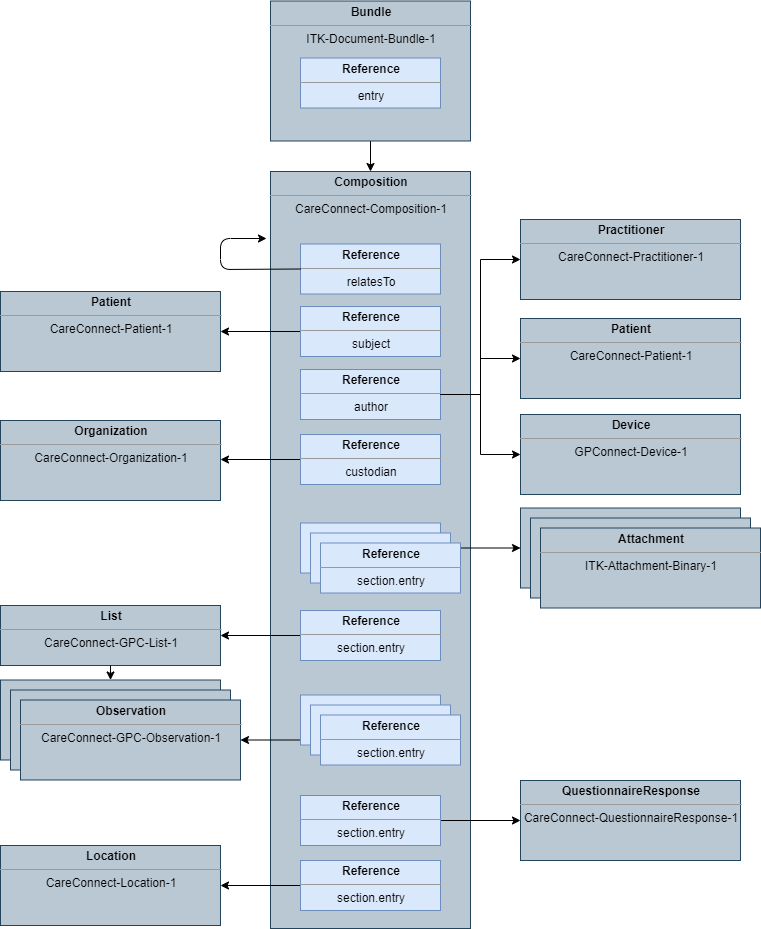 Bundle
ITK-Document-Bundle-1
Reference
entry
Composition
CareConnect-Composition-1
Reference
relatesTo
Practitioner
CareConnect-Practitioner-1
Patient
CareConnect-Patient-1
Reference
subject
Patient
CareConnect-Patient-1
Reference
author
Organization
CareConnect-Organization-1
Reference
custodian
Device
GPConnect-Device-1
Reference
section.entry
Attachment
ITK-Attachment-Binary-1
List
CareConnect-GPC-List-1
Reference
section.entry
Observation
CareConnect-GPC-Observation-1
Reference
section.entry
Reference
section.entry
QuestionnaireResponse
CareConnect-QuestionnaireResponse-1
Location
CareConnect-Location-1
Reference
section.entry